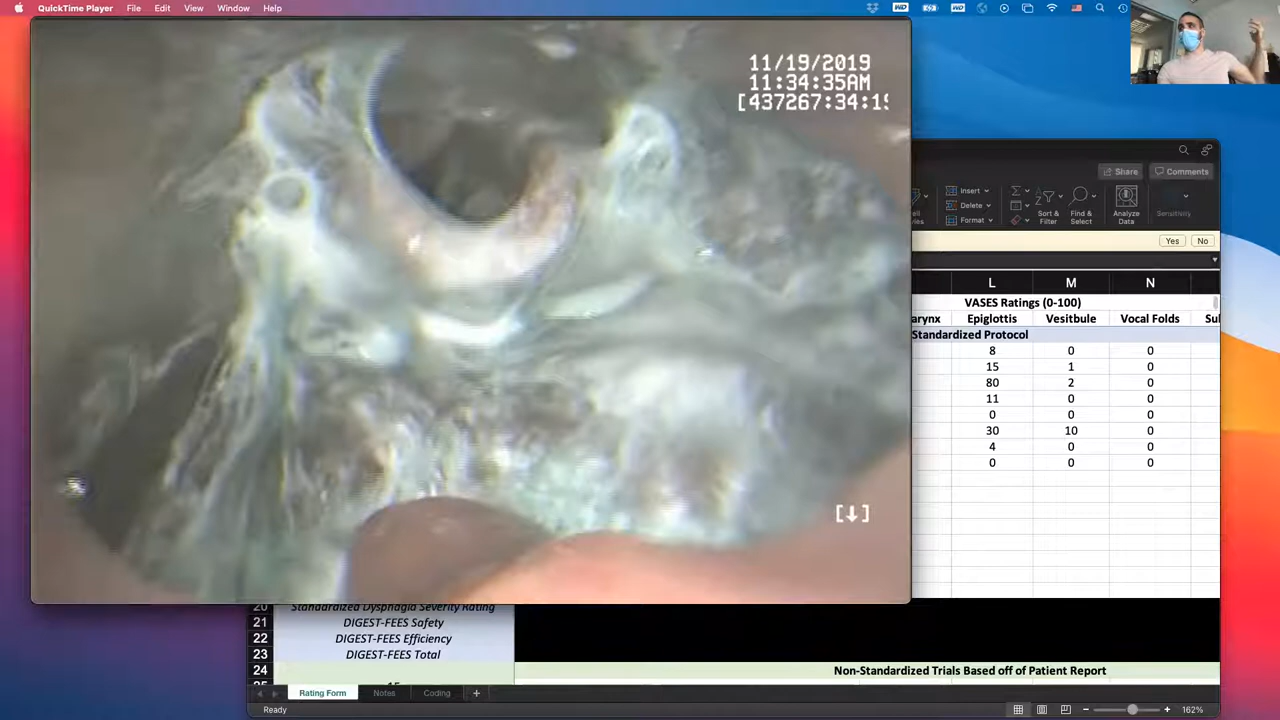 QuickTime Player File Edit View Window Help
11/19/2019
11:34:35AM
[437267:34:1
[↓]
Share Comments
Insert
Delete
Format
Sort &
Filter
Find &
Select
Analyze
Data
Sensitivity
Yes No
L M N
VASES Ratings (0-100)
arynx Epiglottis Vesitbule Vocal Folds Su
Standardized Protocol
8 0 0
15 1 0
80 2 0
11 0 0
0 0 0
30 10 0
4 0 0
0 0 0
20 Standardized Dysphagia Severity Rating
21 DIGEST-FEES Safety
22 DIGEST-FEES Efficiency
23 DIGEST-FEES Total
24 Non-Standardized Trials Based off of Patient Report
Rating Form Notes Coding +
Ready 162%